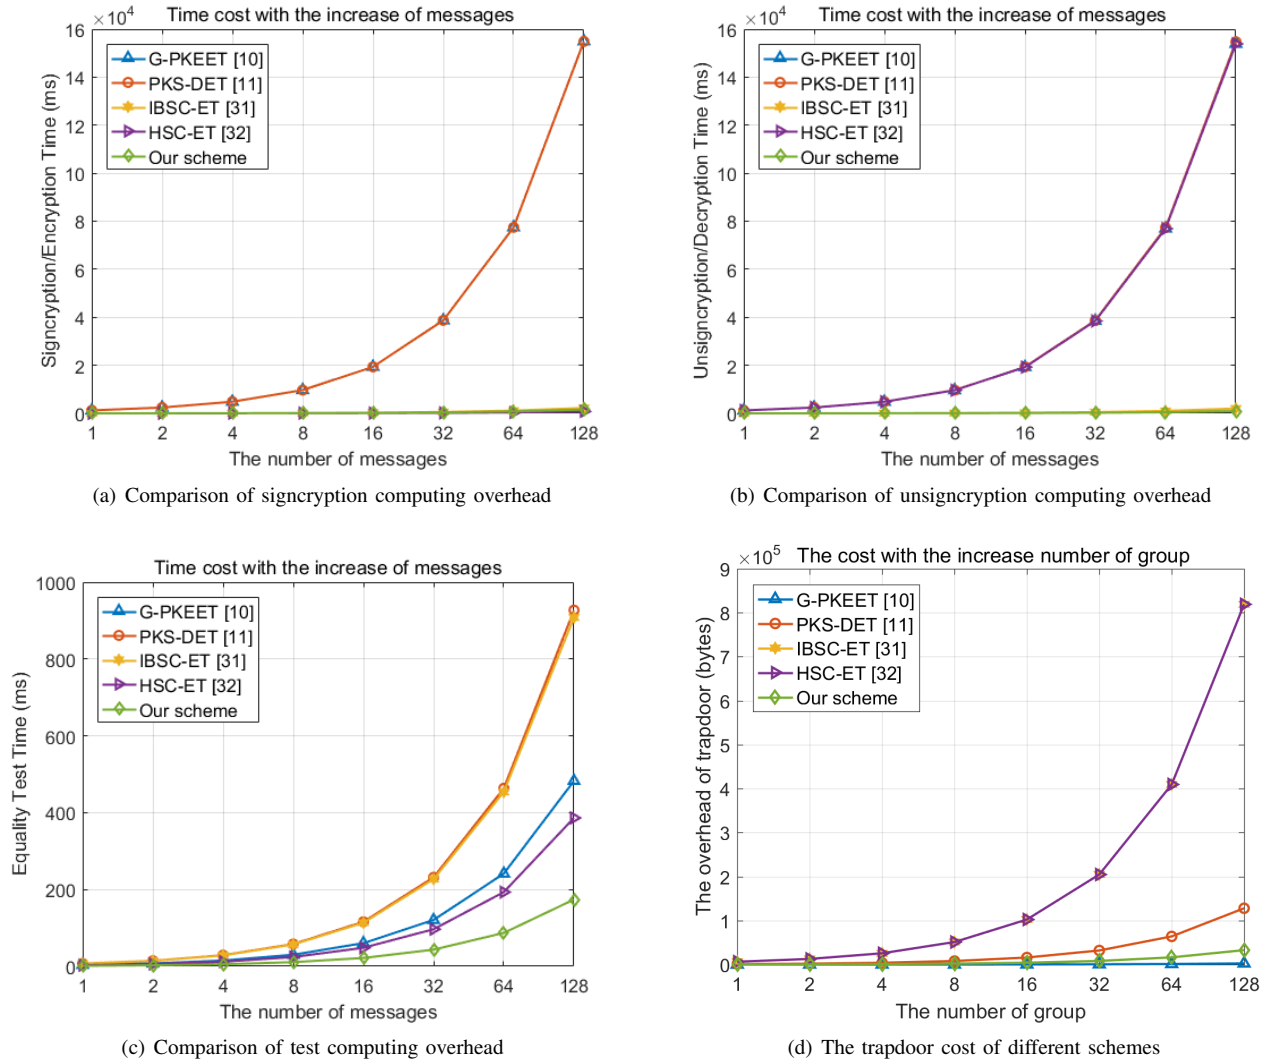 ×10^4 Time cost with the increase of messages
16
14
12
10
8
6
4
2
0
Signcryption/Encryption Time (ms)
G-PKEET [10]
PKS-DET [11]
IBSC-ET [31]
HSC-ET [32]
Our scheme
1 2 4 8 16 32 64 128
The number of messages
(a) Comparison of signcryption computing overhead
×10^4 Time cost with the increase of messages
16
14
12
10
8
6
4
2
0
Unsigncryption/Decryption Time (ms)
G-PKEET [10]
PKS-DET [11]
IBSC-ET [31]
HSC-ET [32]
Our scheme
1 2 4 8 16 32 64 128
The number of messages
(b) Comparison of unsigncryption computing overhead
Time cost with the increase of messages
1000
800
600
400
200
0
Equality Test Time (ms)
G-PKEET [10]
PKS-DET [11]
IBSC-ET [31]
HSC-ET [32]
Our scheme
1 2 4 8 16 32 64 128
The number of messages
(c) Comparison of test computing overhead
×10^5 The cost with the increase number of group
9
8
7
6
5
4
3
2
1
0
The overhead of trapdoor (bytes)
G-PKEET [10]
PKS-DET [11]
IBSC-ET [31]
HSC-ET [32]
Our scheme
1 2 4 8 16 32 64 128
The number of group
(d) The trapdoor cost of different schemes